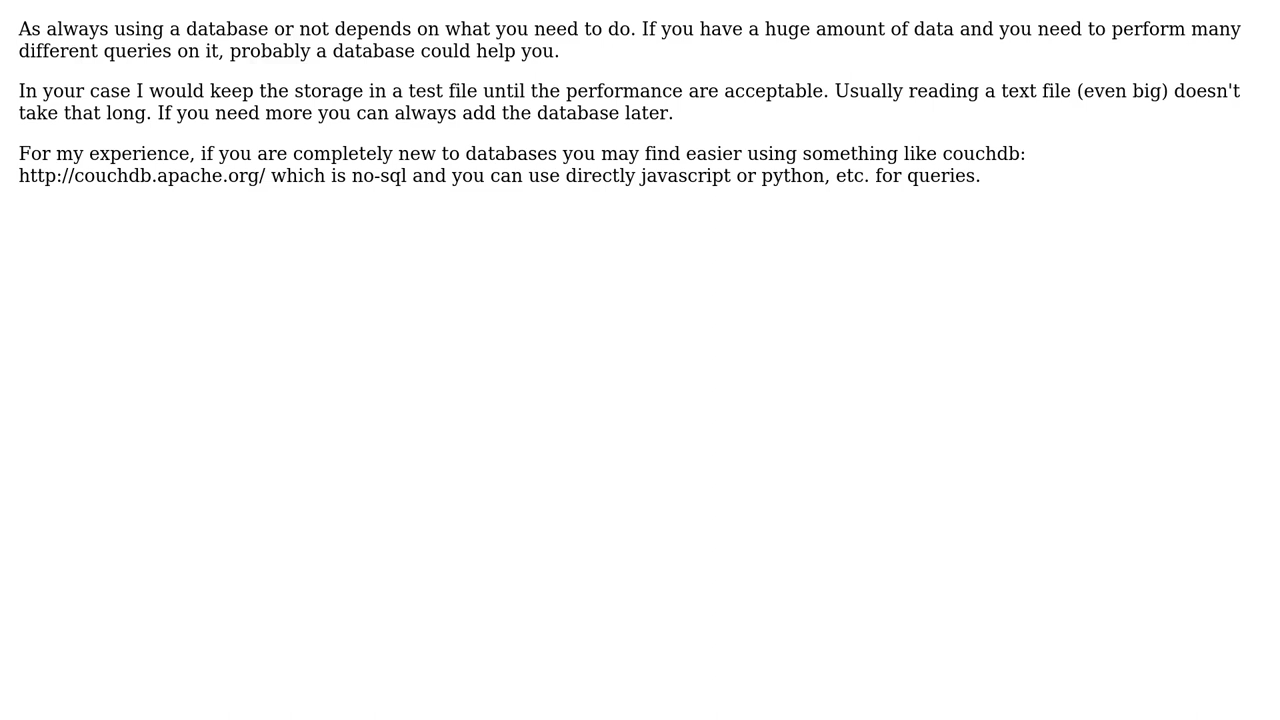 As always using a database or not depends on what you need to do. If you have a huge amount of data and you need to perform many
different queries on it, probably a database could help you.
In your case I would keep the storage in a test file until the performance are acceptable. Usually reading a text file (even big) doesn't
take that long. If you need more you can always add the database later.
For my experience, if you are completely new to databases you may find easier using something like couchdb:
http://couchdb.apache.org/ which is no-sql and you can use directly javascript or python, etc. for queries.